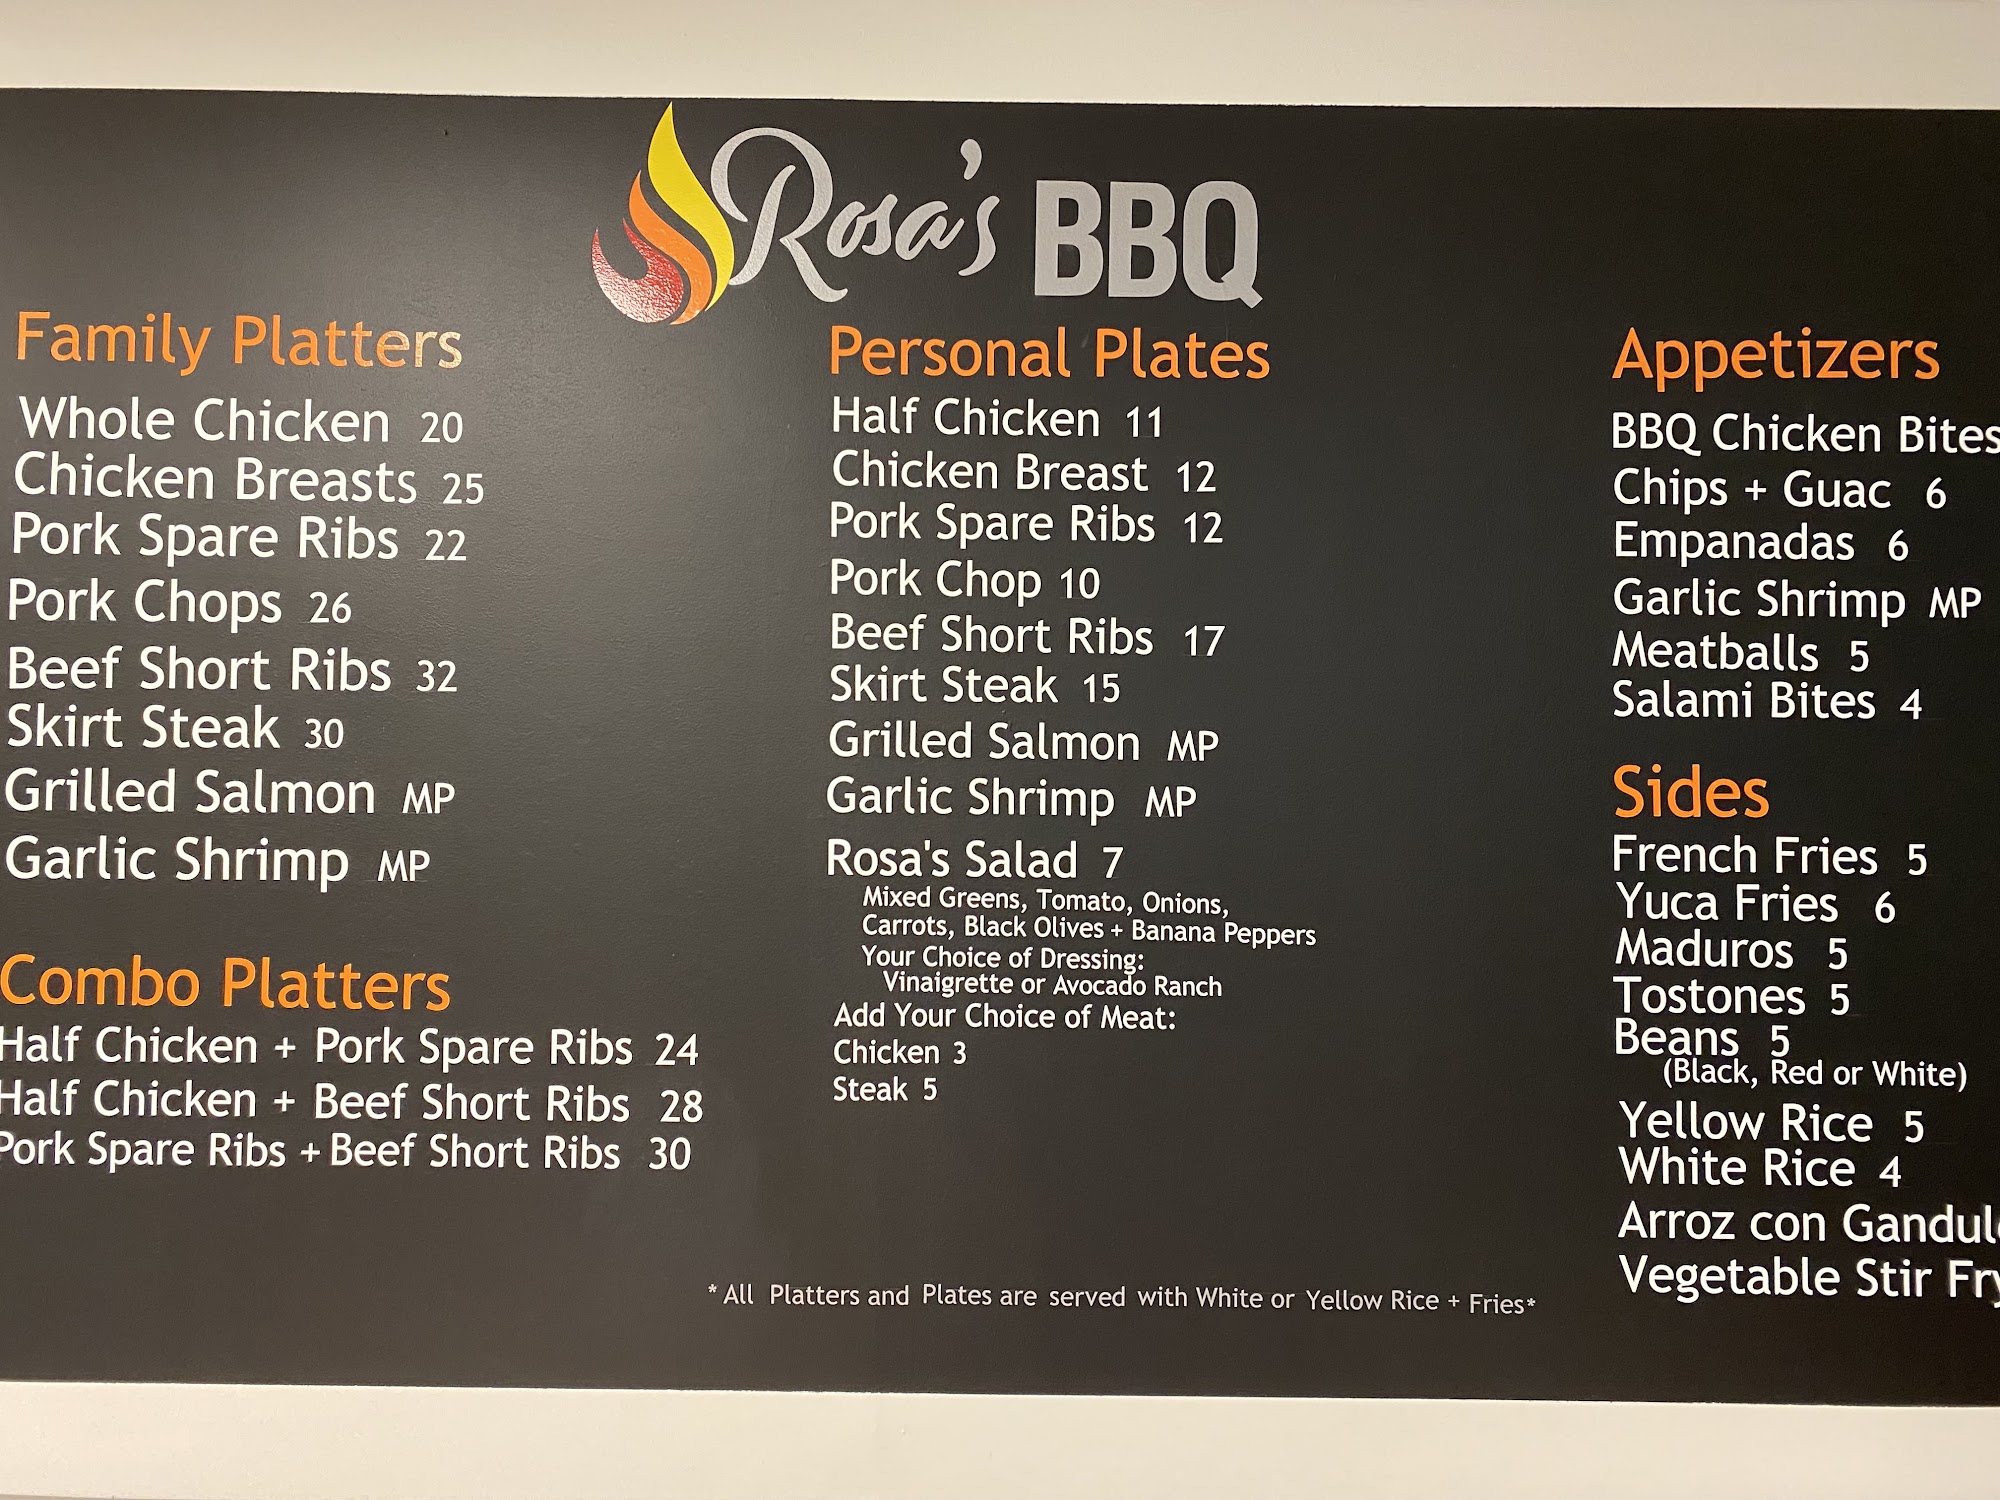 Rosa's BBQ
Family Platters
Whole Chicken 20
Chicken Breasts 25
Pork Spare Ribs 22
Pork Chops 26
Beef Short Ribs 32
Skirt Steak 30
Grilled Salmon MP
Garlic Shrimp MP
Combo Platters
Half Chicken + Pork Spare Ribs 24
Half Chicken + Beef Short Ribs 28
Pork Spare Ribs + Beef Short Ribs 30
Personal Plates
Half Chicken 11
Chicken Breast 12
Pork Spare Ribs 12
Pork Chop 10
Beef Short Ribs 17
Skirt Steak 15
Grilled Salmon MP
Garlic Shrimp MP
Rosa's Salad 7
Mixed Greens, Tomato, Onions,
Carrots, Black Olives + Banana Peppers
Your Choice of Dressing:
Vinaigrette or Avocado Ranch
Add Your Choice of Meat:
Chicken 3
Steak 5
Appetizers
BBQ Chicken Bites
Chips + Guac 6
Empanadas 6
Garlic Shrimp MP
Meatballs 5
Salami Bites 4
Sides
French Fries 5
Yuca Fries 6
Maduros 5
Tostones 5
Beans 5
(Black, Red or White)
Yellow Rice 5
White Rice 4
Arroz con
Vegetable Stir Fry
* All Platters and Plates are served with White or Yellow Rice + Fries*